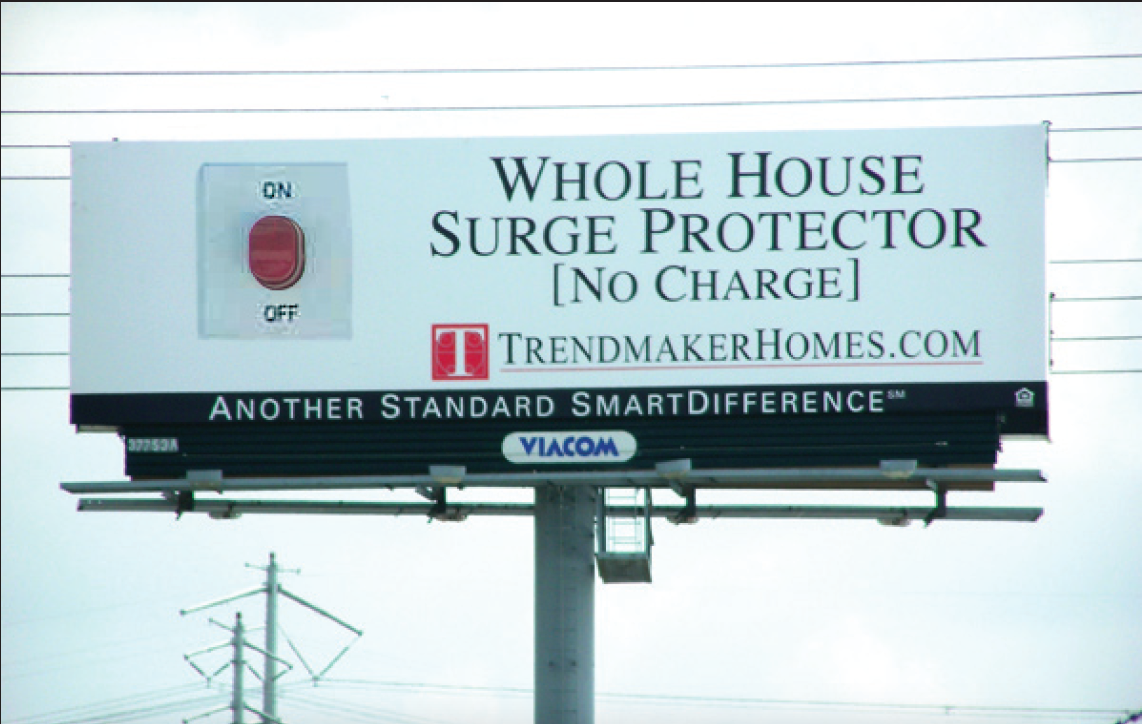 ON
OFF
WHOLE HOUSE
SURGE PROTECTOR
[NO CHARGE]
T TRENDMAKERHOMES.COM
ANOTHER STANDARD SMARTDIFFERENCE℠
VIACOM